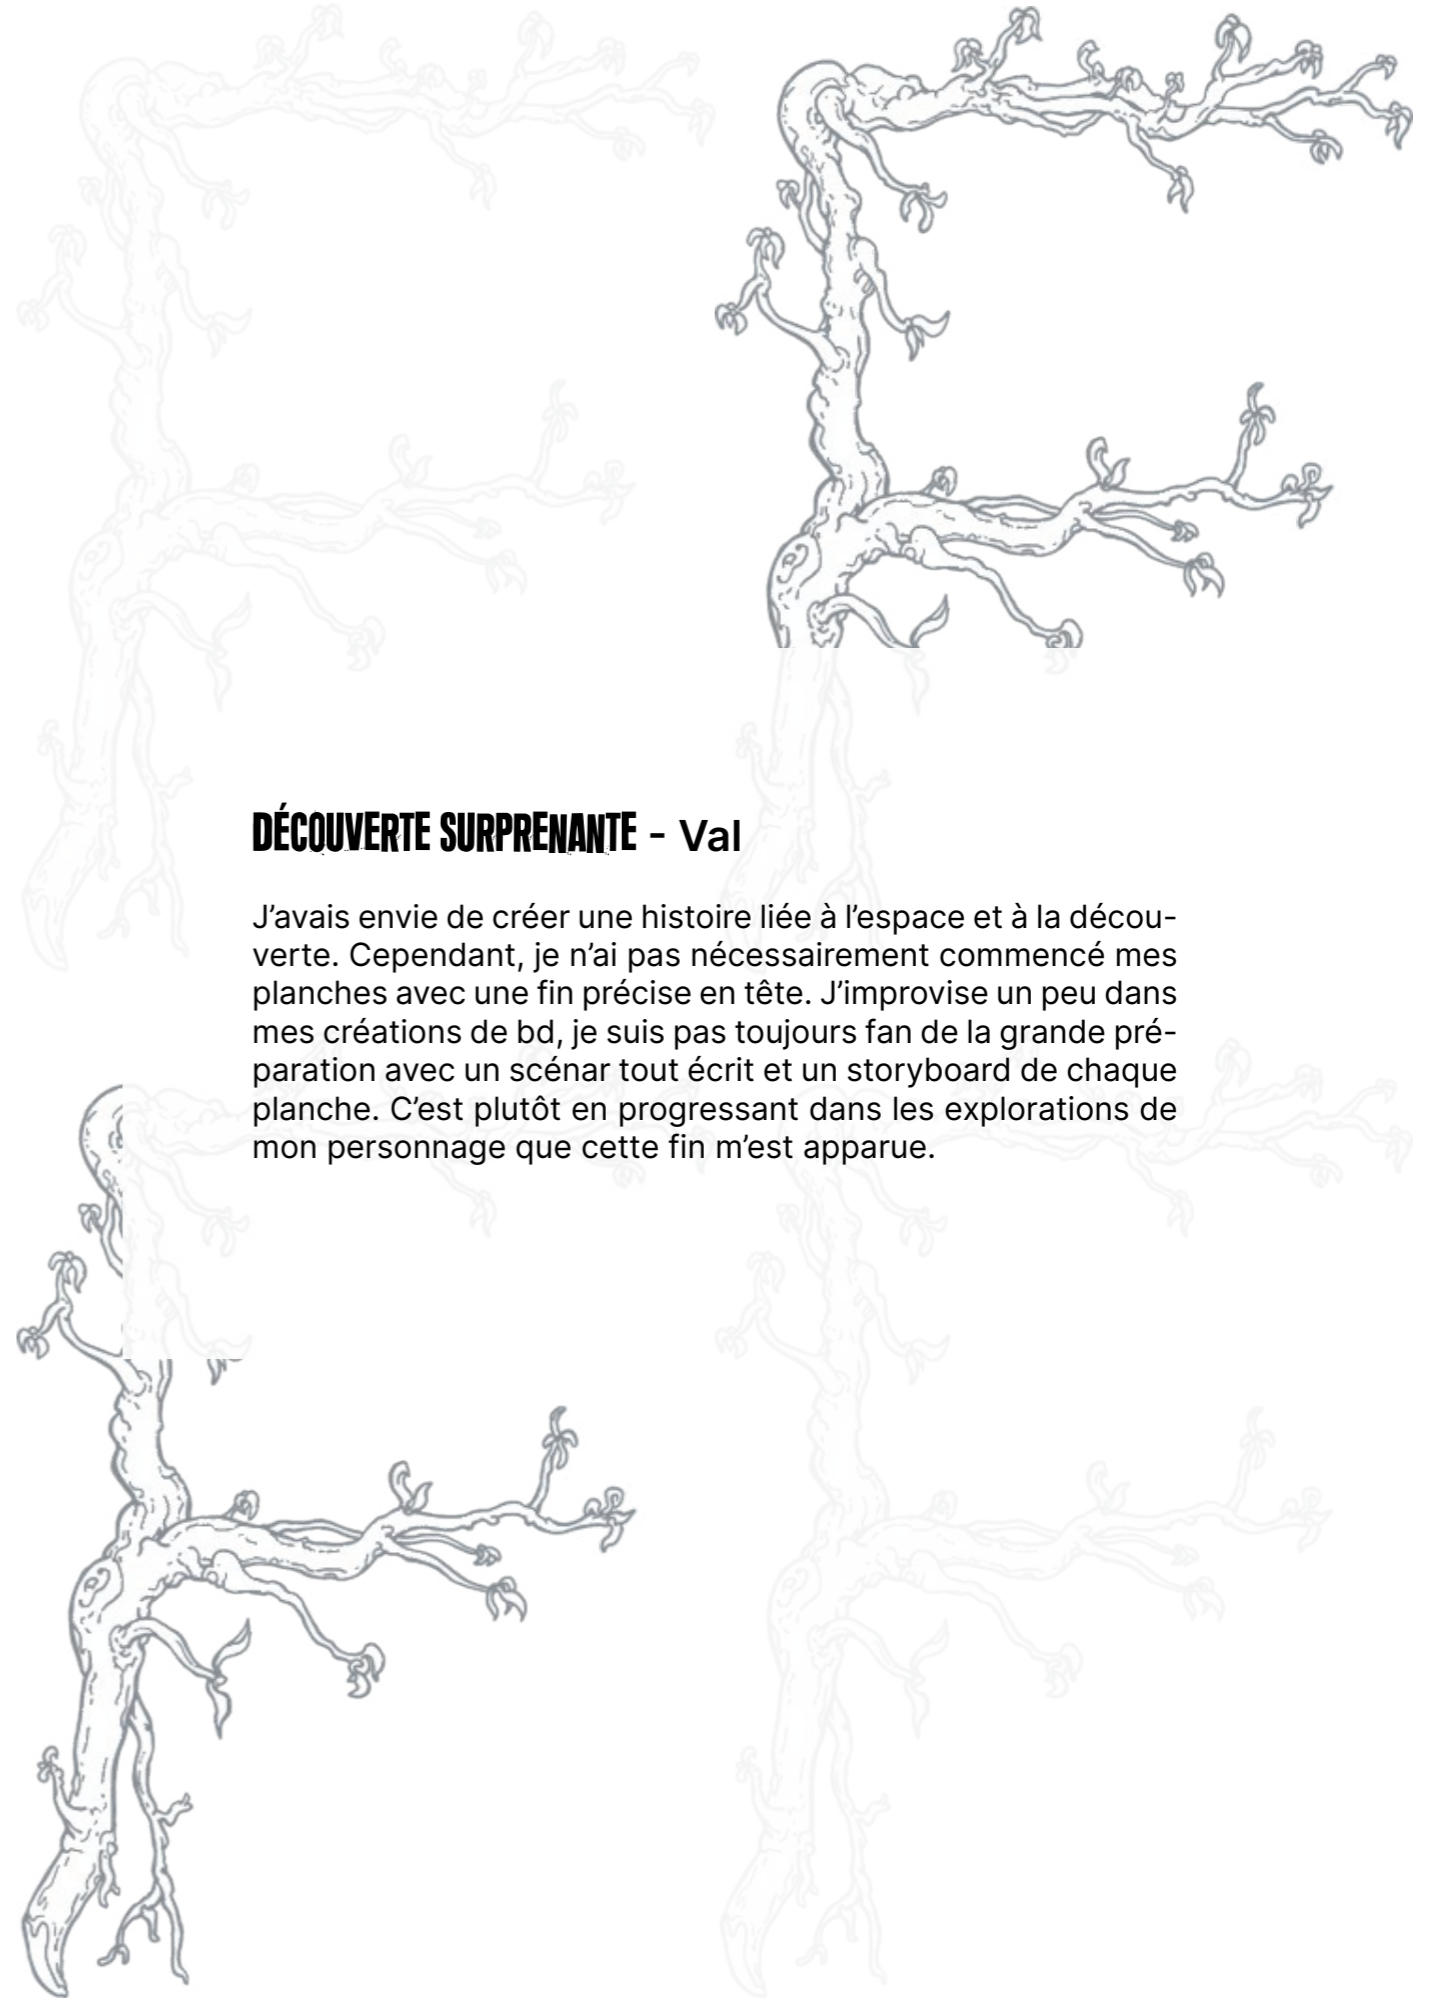 DÉCOUVERTE SURPRENANTE - Val
J’avais envie de créer une histoire liée à l’espace et à la décou-
verte. Cependant, je n’ai pas nécessairement commencé mes
planches avec une fin précise en tête. J’improvise un peu dans
mes créations de bd, je suis pas toujours fan de la grande pré-
paration avec un scénar tout écrit et un storyboard de chaque
planche. C’est plutôt en progressant dans les explorations de
mon personnage que cette fin m’est apparue.